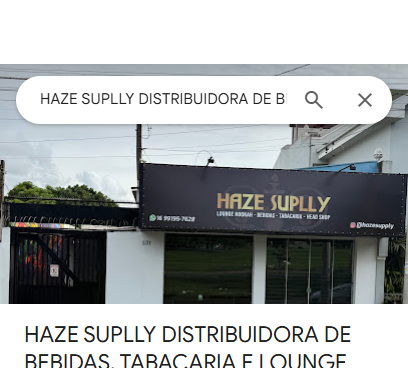 HAZE SUPLLY DISTRIBUIDORA DE B
HAZE SUPLLY
LOUNGE HOOKAH - BEBIDAS - TABACARIA - HEAD SHOP
16 99195-7628
@hazesupply
HAZE SUPLLY DISTRIBUIDORA DE
BEBIDAS, TABACARIA E LOUNGE